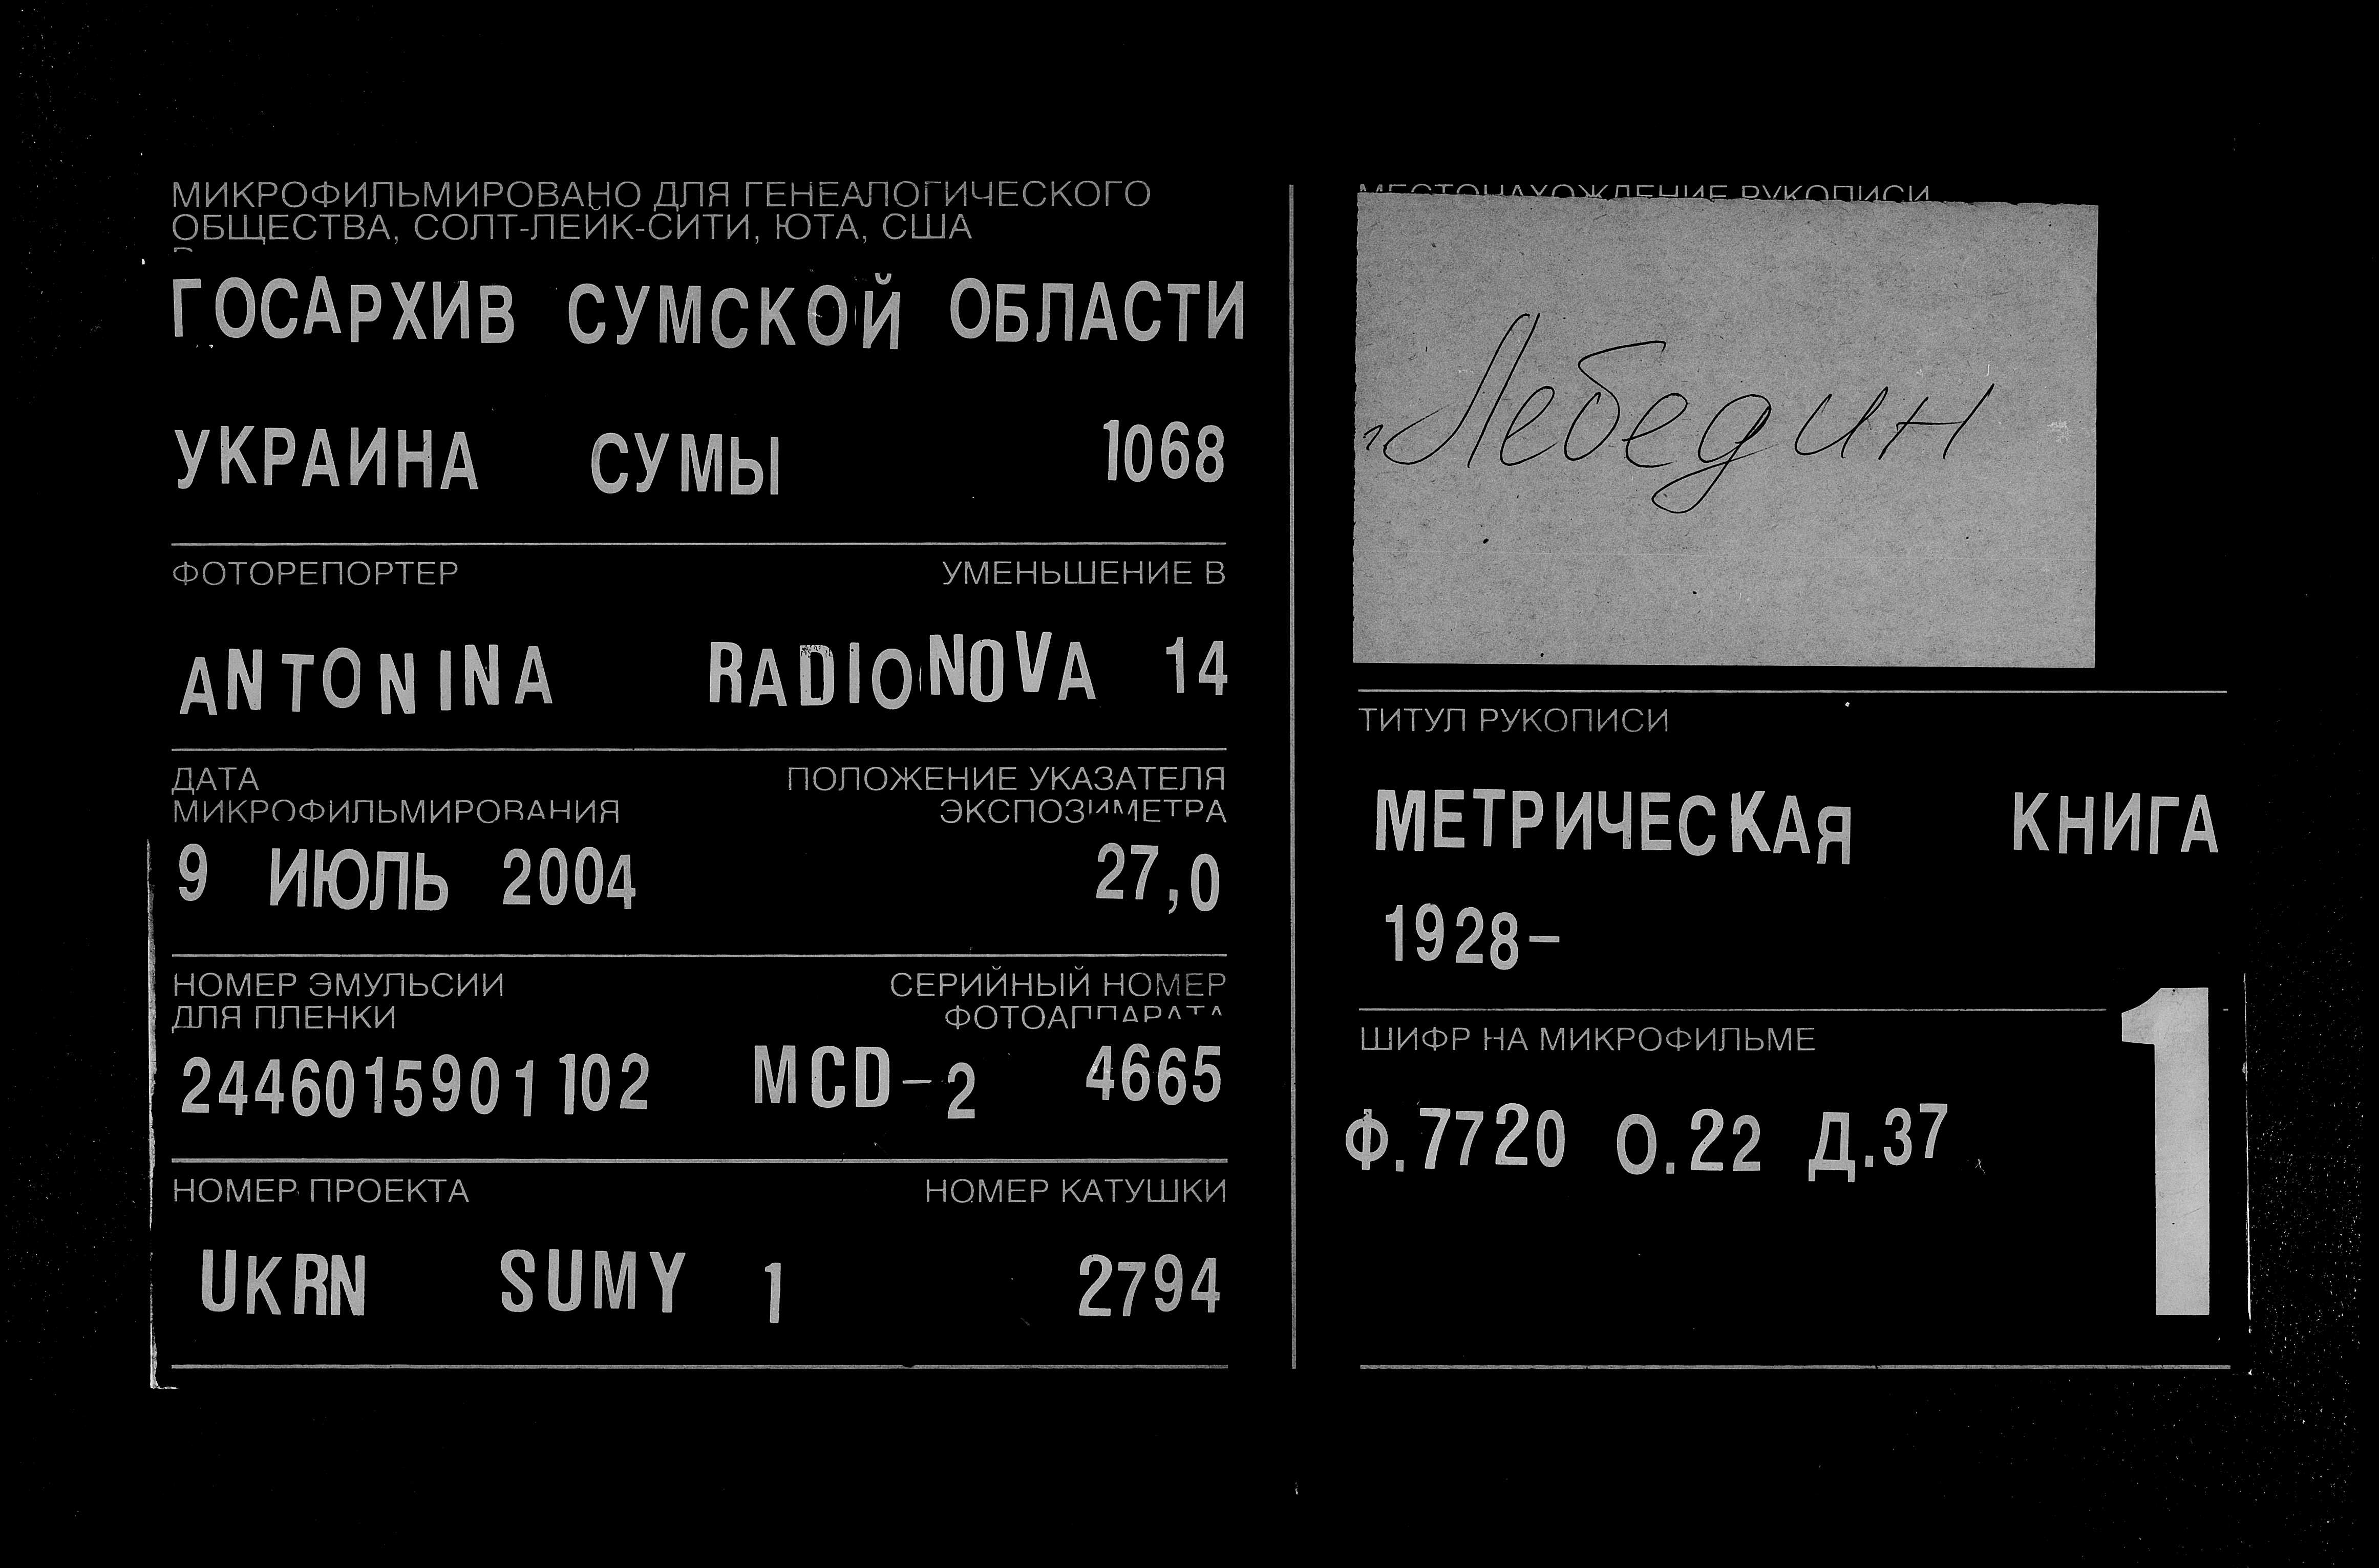 МИКРОФИЛЬМИРОВАНО ДЛЯ ГЕНЕАЛОГИЧЕСКОГО
ОБЩЕСТВА, СОЛТ-ЛЕЙК-СИТИ, ЮТА, США
ГОСАРХИВ СУМСКОЙ ОБЛАСТИ
УКРАИНА СУМЫ 1068
ФОТОРЕПОРТЕР УМЕНЬШЕНИЕ В
ANTONINA RADIONOVA 14
ДАТА ПОЛОЖЕНИЕ УКАЗАТЕЛЯ
МИКРОФИЛЬМИРОВАНИЯ ЭКСПОЗИМЕТРА
9 ИЮЛЬ 2004 27,0
НОМЕР ЭМУЛЬСИИ СЕРИЙНЫЙ НОМЕР
ДЛЯ ПЛЕНКИ ФОТОАППАРАТА
2446015901102 MCD-2 4665
НОМЕР ПРОЕКТА НОМЕР КАТУШКИ
UKRN SUMY 1 2794
МЕСТОНАХОЖДЕНИЕ РУКОПИСИ
Лебедин
ТИТУЛ РУКОПИСИ
МЕТРИЧЕСКАЯ КНИГА
1928-
ШИФР НА МИКРОФИЛЬМЕ
Ф.7720 О.22 Д.37
1